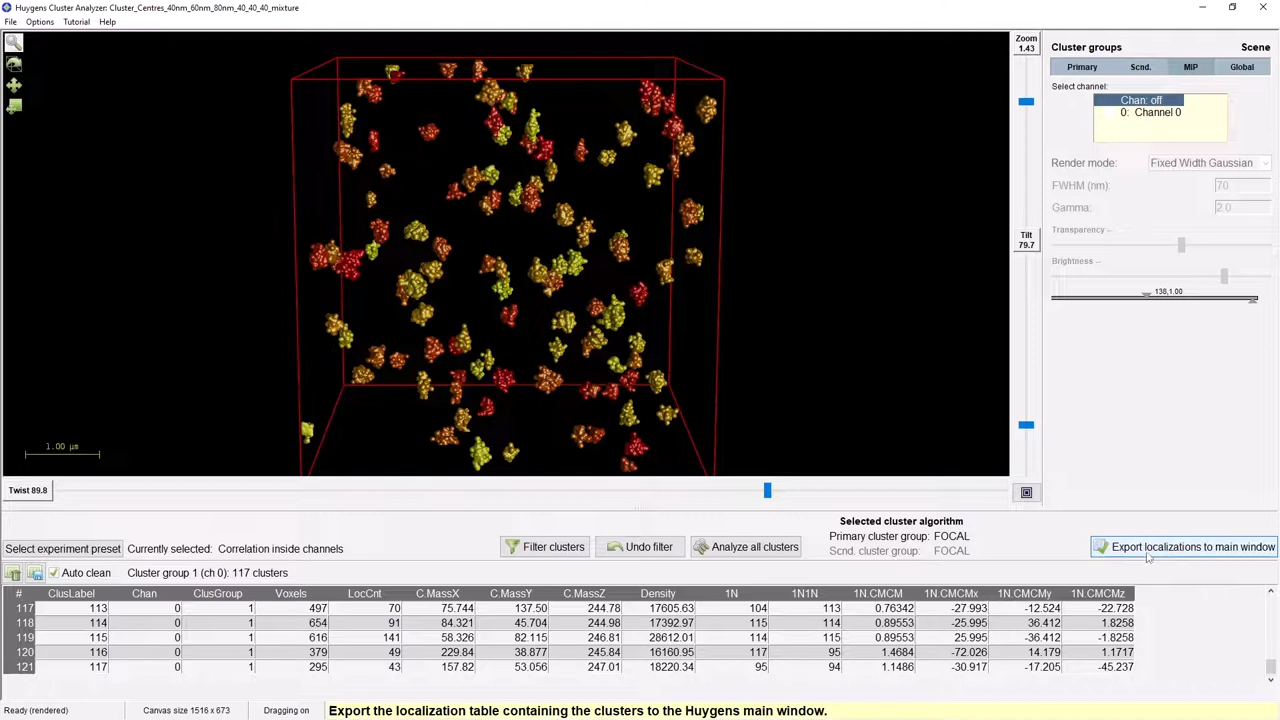 Huygens Cluster Analyzer: Cluster_Centres_40nm_60nm_80nm_40_40_40_mixture
File Options Tutorial Help
Zoom
1.43
Cluster groups Scene
Primary Scnd. MIP Global
Select channel:
Chan: off
0: Channel 0
Render mode: Fixed Width Gaussian
FWHM (nm): 70
Gamma: 2.0
Transparency --
Tilt
79.7
Brightness --
138,1.00
1.00 µm
Twist 89.8
Selected cluster algorithm
Primary cluster group: FOCAL
Scnd. cluster group: FOCAL
Select experiment preset Currently selected: Correlation inside channels Filter clusters Undo filter Analyze all clusters Export localizations to main window
Auto clean Cluster group 1 (ch 0): 117 clusters
# ClusLabel Chan ClusGroup Voxels LocCnt C.MassX C.MassY C.MassZ Density 1N 1N1N 1N.CMCM 1N.CMCMx 1N.CMCMy 1N.CMCMz
117 113 0 1 497 70 75.744 137.50 244.78 17605.63 104 113 0.76342 -27.993 -12.524 -22.728
118 114 0 1 654 91 84.321 45.704 244.98 17392.97 115 114 0.89553 -25.995 36.412 1.8258
119 115 0 1 616 141 58.326 82.115 246.81 28612.01 114 115 0.89553 25.995 -36.412 -1.8258
120 116 0 1 379 49 229.84 38.877 245.84 16160.95 117 95 1.4684 -72.026 14.179 1.1717
121 117 0 1 295 43 157.82 53.056 247.01 18220.34 95 94 1.1486 -30.917 -17.205 -45.237
Ready (rendered) Canvas size 1516 x 673 Dragging on Export the localization table containing the clusters to the Huygens main window.